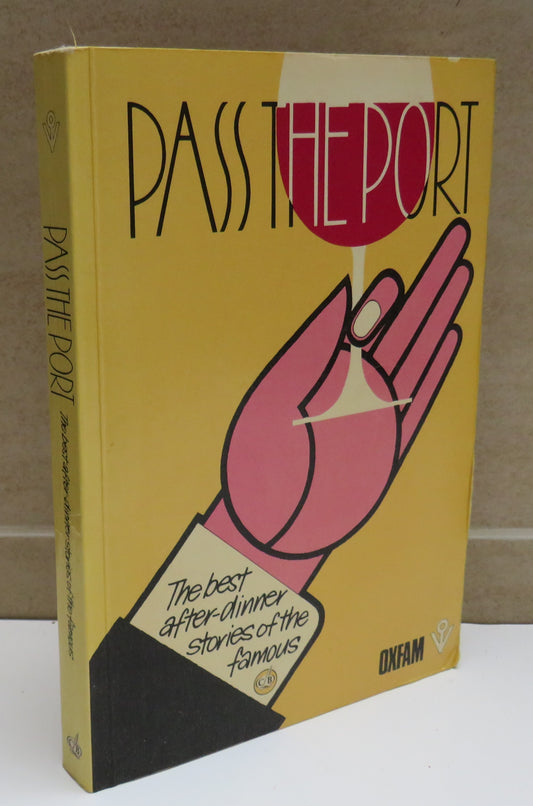 PASS THE PORT
The best
after-dinner
stories of the
famous
C/B
OXFAM
PASS THE PORT
The best after-dinner stories of the famous
C/B